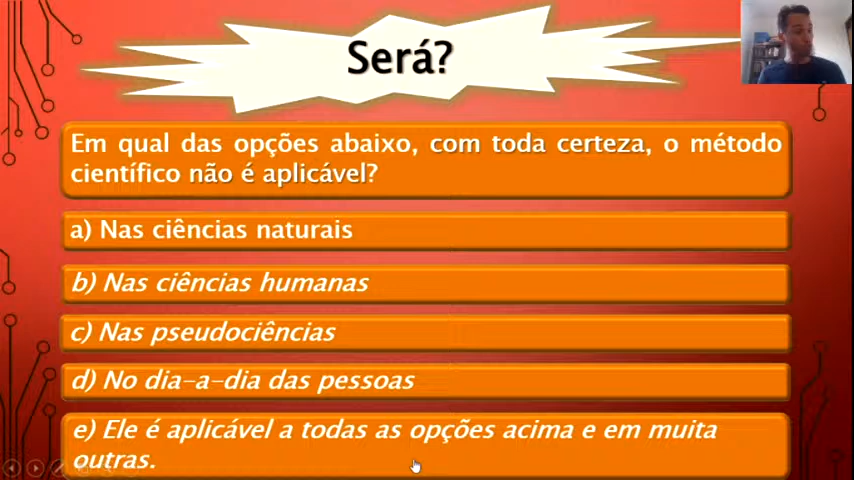 Será?
Em qual das opções abaixo, com toda certeza, o método
científico não é aplicável?
a) Nas ciências naturais
b) Nas ciências humanas
c) Nas pseudociências
d) No dia-a-dia das pessoas
e) Ele é aplicável a todas as opções acima e em muita
outras.